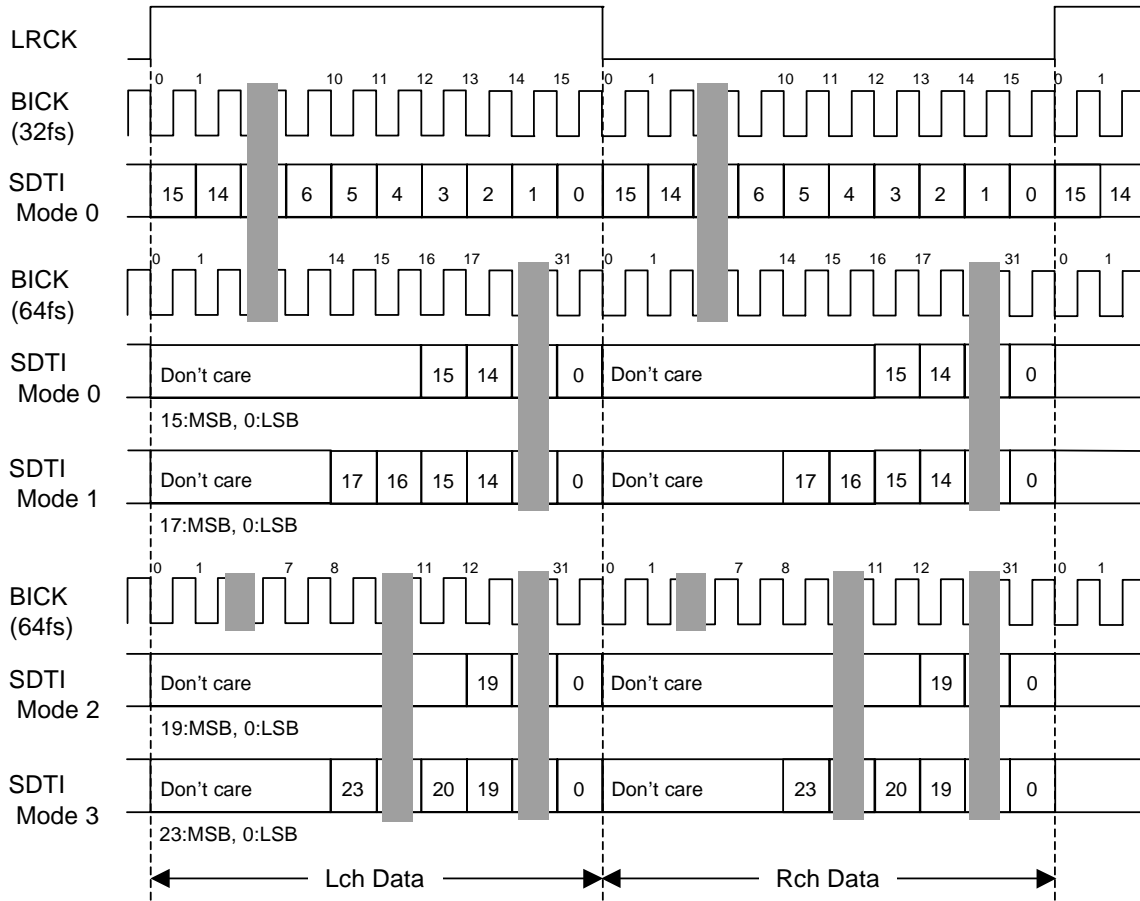 LRCK
0 1 10 11 12 13 14 15 0 1 10 11 12 13 14 15 0 1
BICK
(32fs)
SDTI
Mode 0
15 14 6 5 4 3 2 1 0 15 14 6 5 4 3 2 1 0 15 14
0 1 14 15 16 17 31 0 1 14 15 16 17 31 0 1
BICK
(64fs)
SDTI
Mode 0
Don't care 15 14 0 Don't care 15 14 0
15:MSB, 0:LSB
SDTI
Mode 1
Don't care 17 16 15 14 0 Don't care 17 16 15 14 0
17:MSB, 0:LSB
0 1 7 8 11 12 31 0 1 7 8 11 12 31 0 1
BICK
(64fs)
SDTI
Mode 2
Don't care 19 0 Don't care 19 0
19:MSB, 0:LSB
SDTI
Mode 3
Don't care 23 20 19 0 Don't care 23 20 19 0
23:MSB, 0:LSB
Lch Data Rch Data